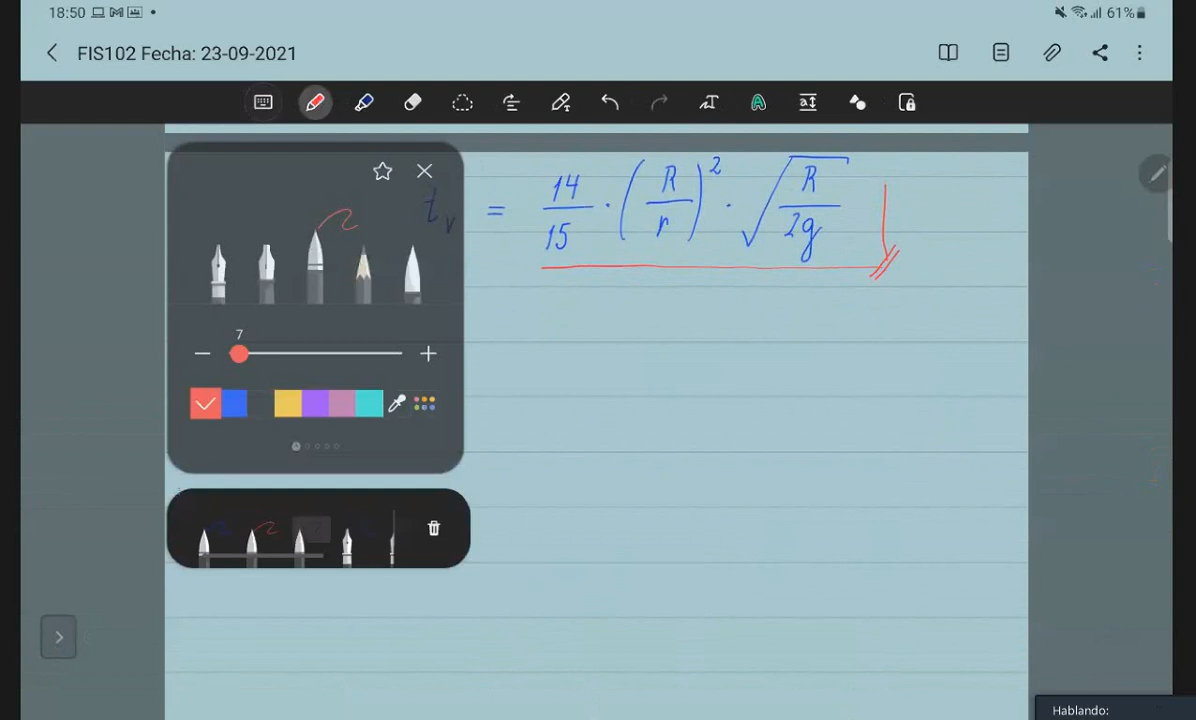 18:50 61%
FIS102 Fecha: 23-09-2021
t_v = 14/15 · (R/r)² · √(R/2g)
7
Hablando: